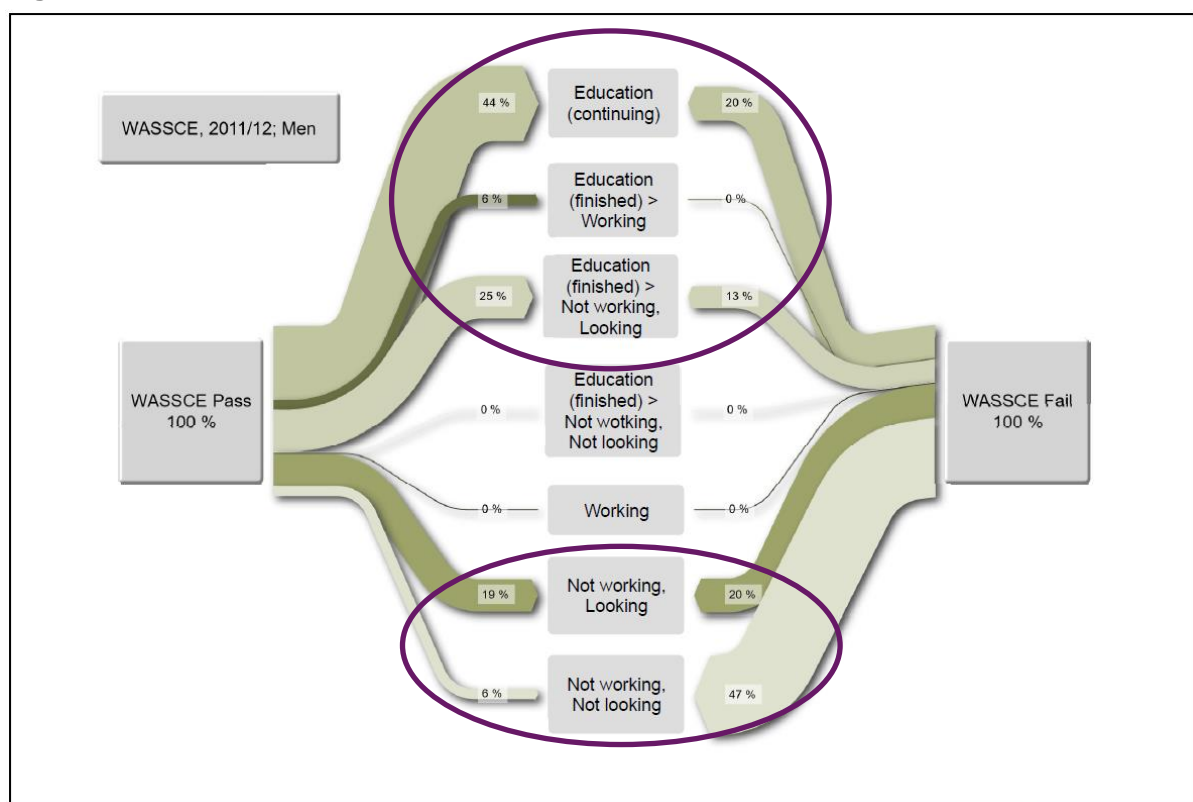 WASSCE, 2011/12; Men
44 %
Education
(continuing)
20 %
6 %
Education
(finished) >
Working
0 %
25 %
Education
(finished) >
Not working,
Looking
13 %
WASSCE Pass
100 %
0 %
Education
(finished) >
Not wotking,
Not looking
0 %
WASSCE Fail
100 %
0 %
Working
0 %
19 %
Not working,
Looking
20 %
6 %
Not working,
Not looking
47 %